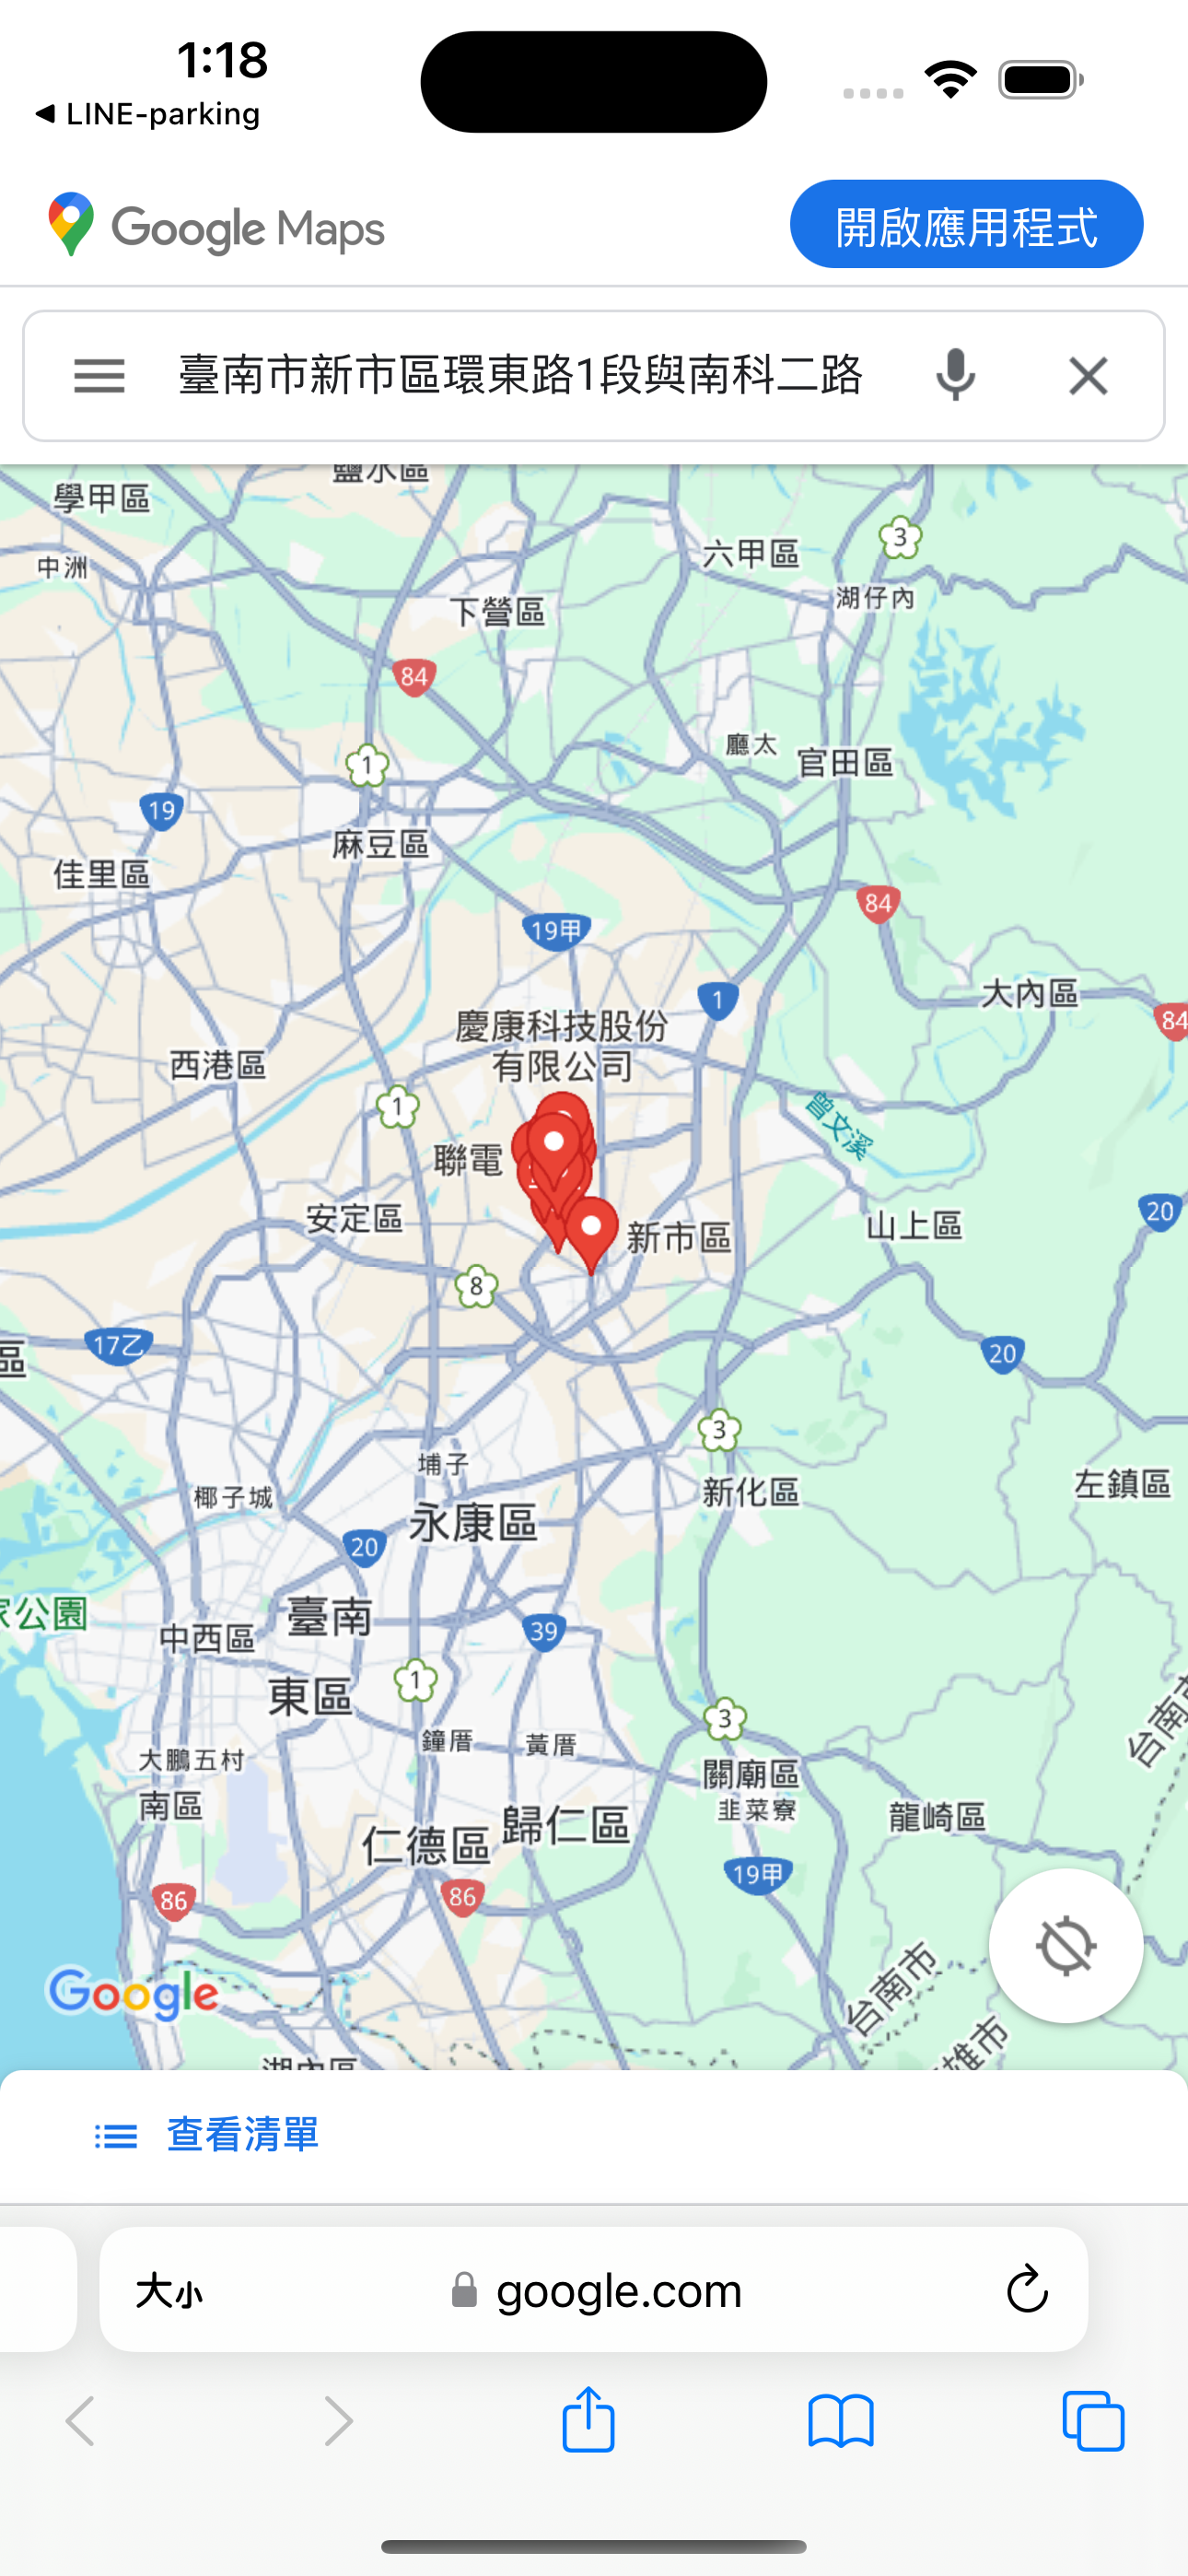 1:18
LINE-parking
Google Maps
開啟應用程式
臺南市新市區環東路1段與南科二路
鹽水區
學甲區
3
六甲區
中洲
湖仔內
下營區
84
廳太
官田區
1
19
麻豆區
佳里區
84
19甲
1
大內區
84
慶康科技股份
有限公司
西港區
1
曾文溪
聯電
安定區
20
山上區
新市區
8
17乙
區
20
3
埔子
左鎮區
新化區
椰子城
永康區
20
家公園
臺南
39
中西區
東區
1
3
台南市
鐘厝
黃厝
大鵬五村
關廟區
南區
韭菜寮
龍崎區
歸仁區
仁德區
19甲
86
86
台南市
Google
雄市
湖內區
查看清單
大小
google.com